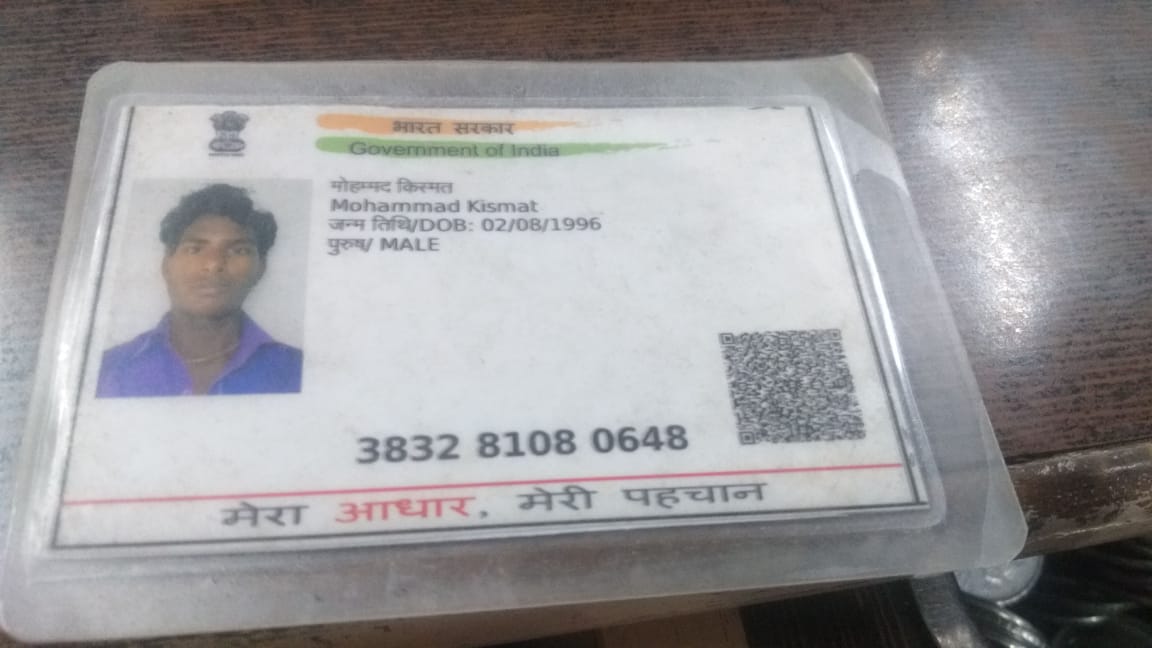 भारत सरकार
Government of India
मोहम्मद किस्मत
Mohammad Kismat
जन्म तिथि/DOB: 02/08/1996
पुरुष/ MALE
3832 8108 0648
मेरा आधार, मेरी पहचान